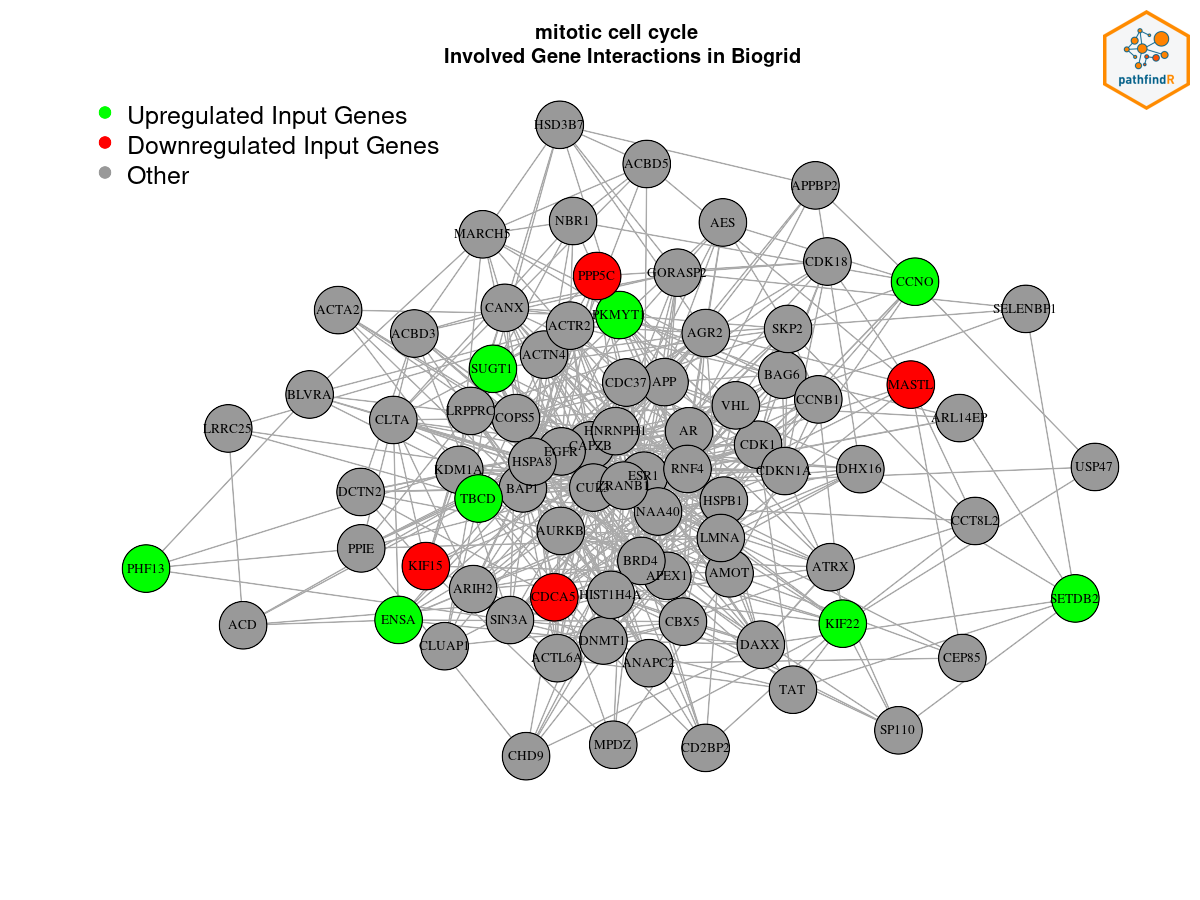 mitotic cell cycle
Involved Gene Interactions in Biogrid
pathfindR
Upregulated Input Genes
Downregulated Input Genes
Other
HSD3B7
ACBD5
APPBP2
NBR1
AES
MARCH5
CDK18
PPP5C
GORASP2
CCNO
ACTA2
CANX
SELENBP1
PKMYT1
ACTR2
ACBD3
AGR2
SKP2
ACTN4
SUGT1
BAG6
CDC37
APP
MASTL
BLVRA
CCNB1
VHL
LRPPRC
COPS5
ARL14EP
CLTA
LRRC25
HNRNPH1
AR
CAPZB
CDK1
EGFR
HSPA8
KDM1A
RNF4
CDKN1A
DHX16
USP47
ESR1
CUL3
ZRANB1
BAP1
DCTN2
TBCD
HSPB1
NAA40
CCT8L2
AURKB
LMNA
PPIE
BRD4
KIF15
PHF13
APEX1
AMOT
ATRX
ARIH2
CDCA5
HIST1H4A
SETDB2
ENSA
SIN3A
CBX5
KIF22
ACD
CLUAP1
DNMT1
DAXX
ACTL6A
ANAPC2
CEP85
TAT
SP110
MPDZ
CD2BP2
CHD9